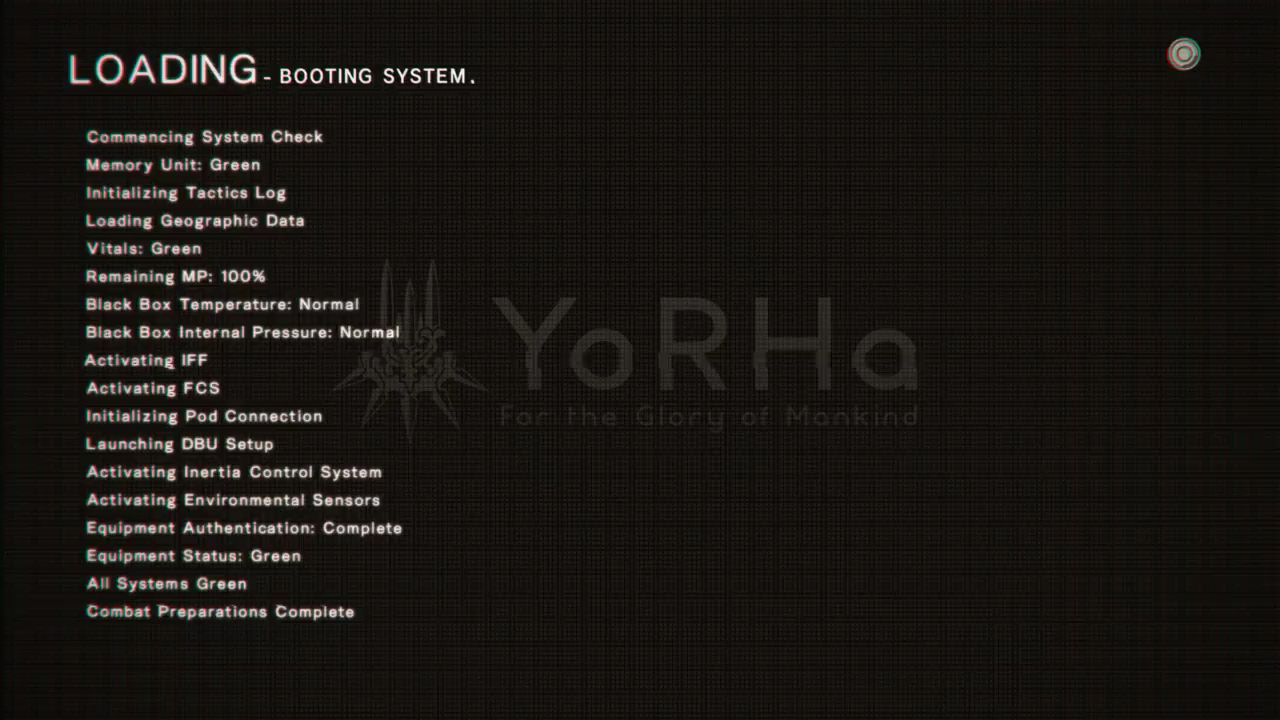 LOADING - BOOTING SYSTEM.
Commencing System Check
Memory Unit: Green
Initializing Tactics Log
Loading Geographic Data
Vitals: Green
Remaining MP: 100%
Black Box Temperature: Normal
Black Box Internal Pressure: Normal
Activating IFF
Activating FCS
Initializing Pod Connection
Launching DBU Setup
Activating Inertia Control System
Activating Environmental Sensors
Equipment Authentication: Complete
Equipment Status: Green
All Systems Green
Combat Preparations Complete
YoRHa
For the Glory of Mankind